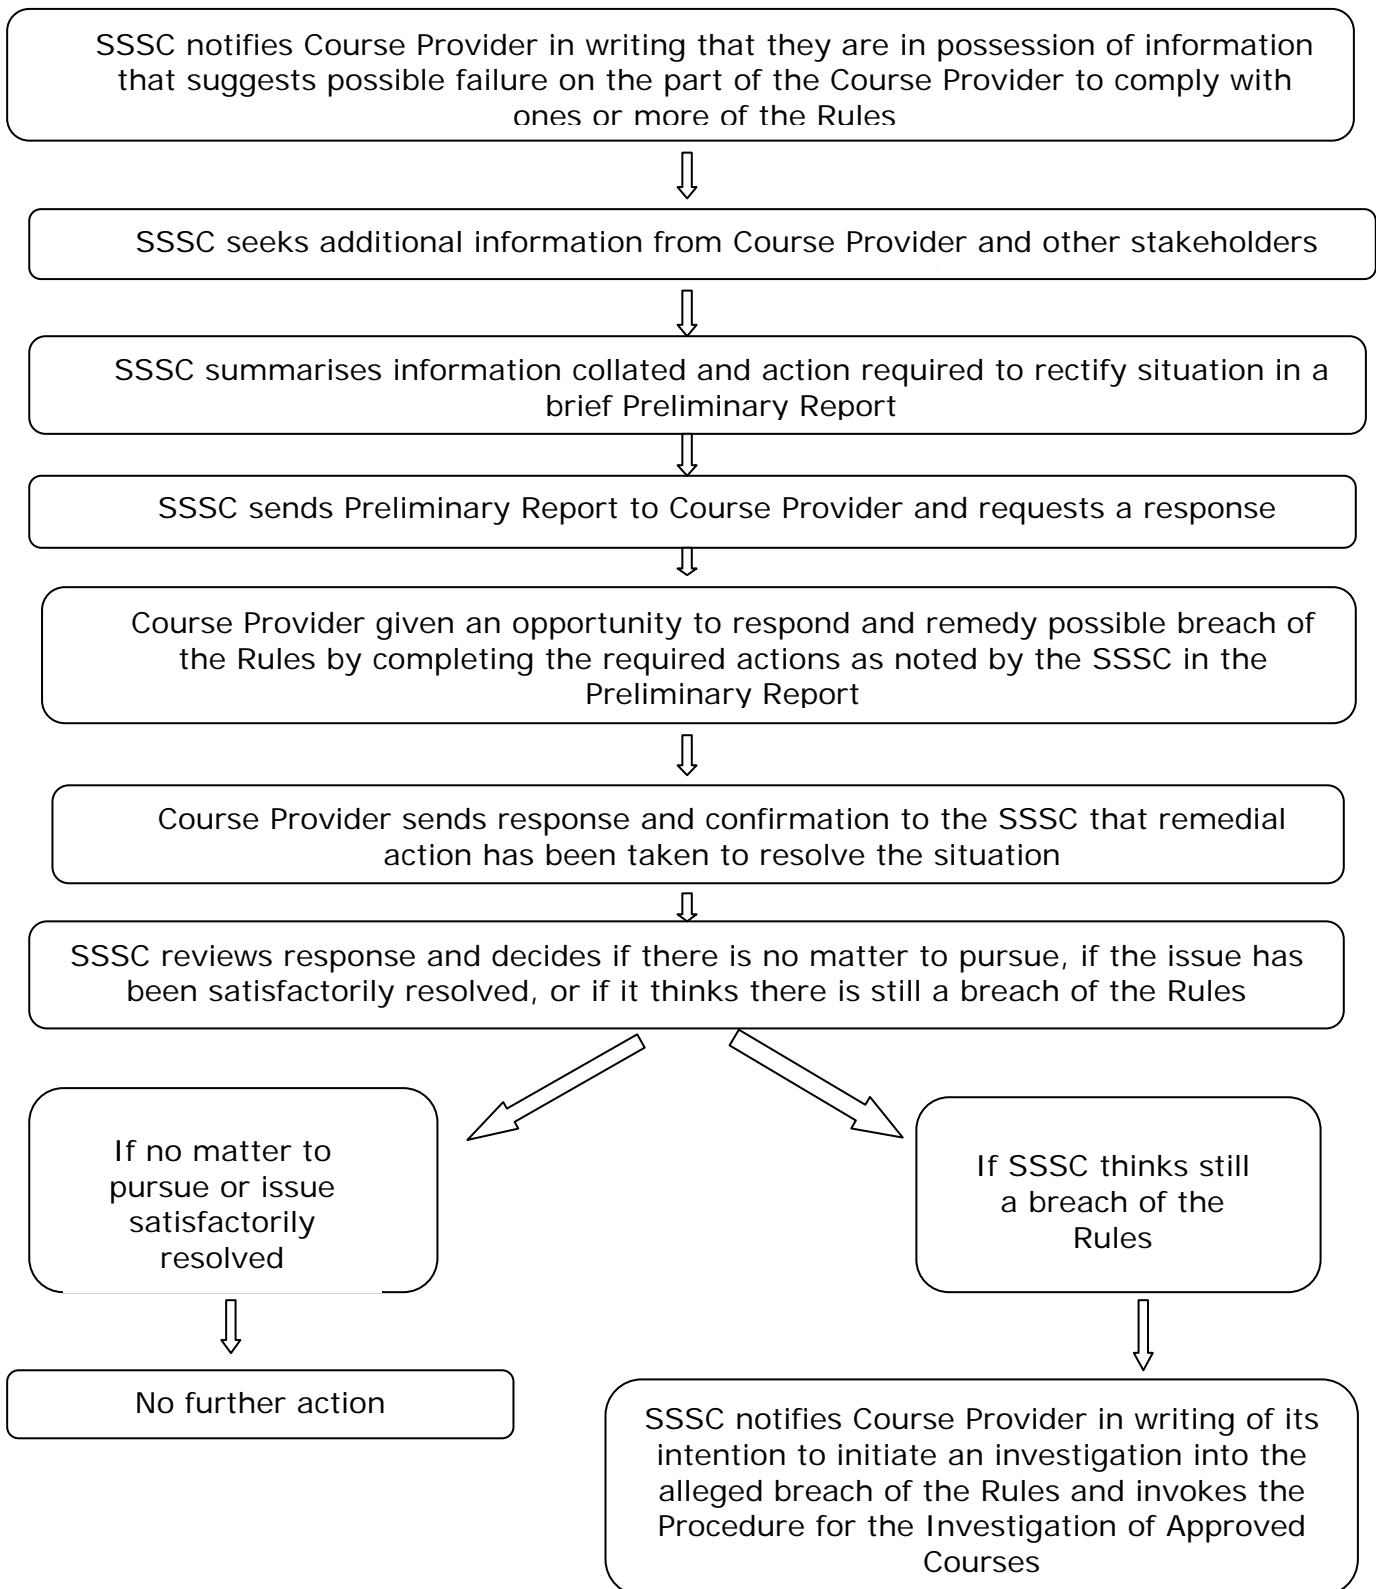 SSSC notifies Course Provider in writing that they are in possession of information
that suggests possible failure on the part of the Course Provider to comply with
ones or more of the Rules
SSSC seeks additional information from Course Provider and other stakeholders
SSSC summarises information collated and action required to rectify situation in a
brief Preliminary Report
SSSC sends Preliminary Report to Course Provider and requests a response
Course Provider given an opportunity to respond and remedy possible breach of
the Rules by completing the required actions as noted by the SSSC in the
Preliminary Report
Course Provider sends response and confirmation to the SSSC that remedial
action has been taken to resolve the situation
SSSC reviews response and decides if there is no matter to pursue, if the issue has
been satisfactorily resolved, or if it thinks there is still a breach of the Rules
If no matter to
pursue or issue
satisfactorily
resolved
If SSSC thinks still
a breach of the
Rules
No further action
SSSC notifies Course Provider in writing of its
intention to initiate an investigation into the
alleged breach of the Rules and invokes the
Procedure for the Investigation of Approved
Courses